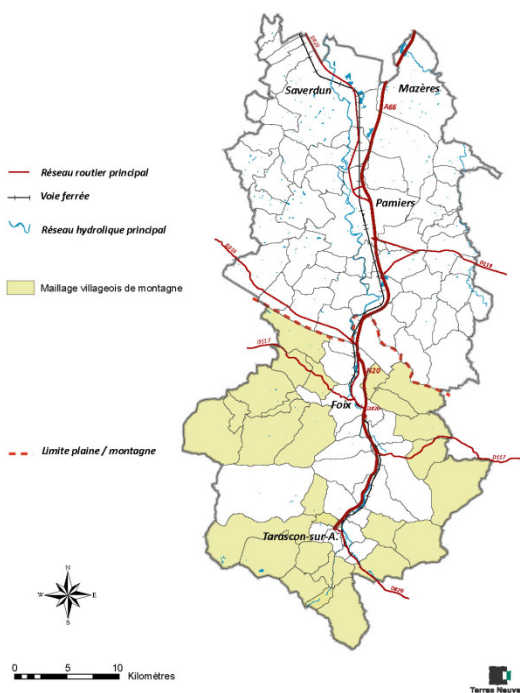 D820
Saverdun
Mazères
A66
Réseau routier principal
Voie ferrée
Pamiers
Réseau hydrolique principal
D119
Maillage villageois de montagne
D117
N20
Foix
Limite plaine / montagne
D117
Tarascon-sur-A.
N
W E
S
0 5 10
Kilomètres
Terres Neuve